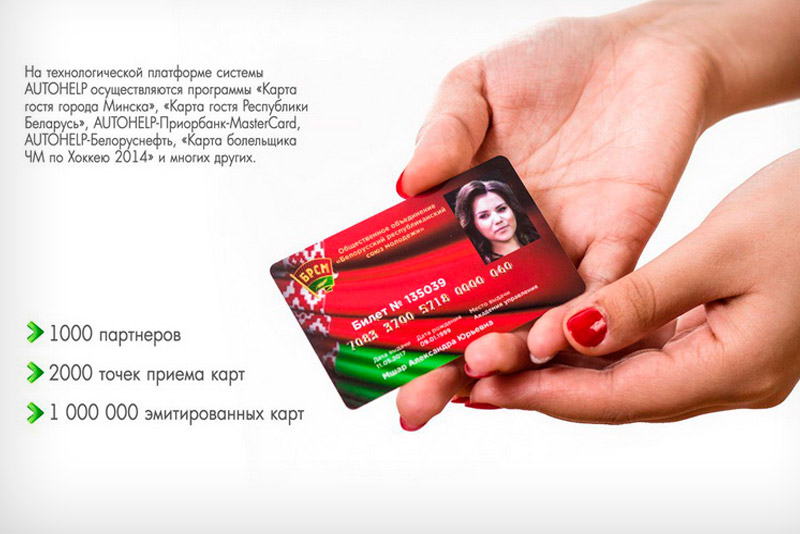 На технологической платформе системы
AUTOHELP осуществляются программы «Карта
гостя города Минска», «Карта гостя Республики
Беларусь», AUTOHELP-Приорбанк-MasterCard,
AUTOHELP-Белоруснефть, «Карта болельщика
ЧМ по Хоккею 2014» и многих других.
1000 партнеров
2000 точек приема карт
1 000 000 эмитированных карт
Общественное объединение
«Белорусский республиканский
союз молодежи»
БРСМ
Билет № 135039
7083 3700 5718 0000 060
Дата выдачи Дата рождения Место выдачи
11.09.2017 09.01.1999 Академия управления
Мшар Александра Юрьевна